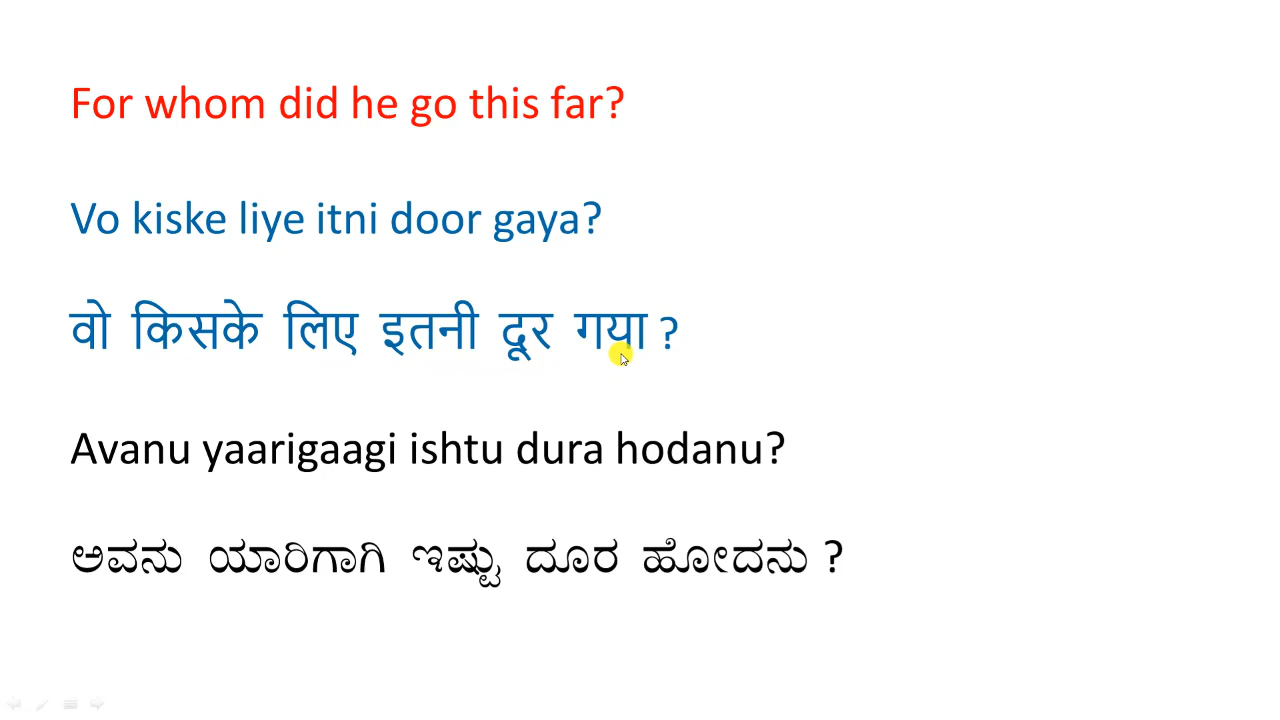 For whom did he go this far?
Vo kiske liye itni door gaya?
वो किसके लिए इतनी दूर गया ?
Avanu yaarigaagi ishtu dura hodanu?
ಅವನು ಯಾರಿಗಾಗಿ ಇಷ್ಟು ದೂರ ಹೋದನು ?